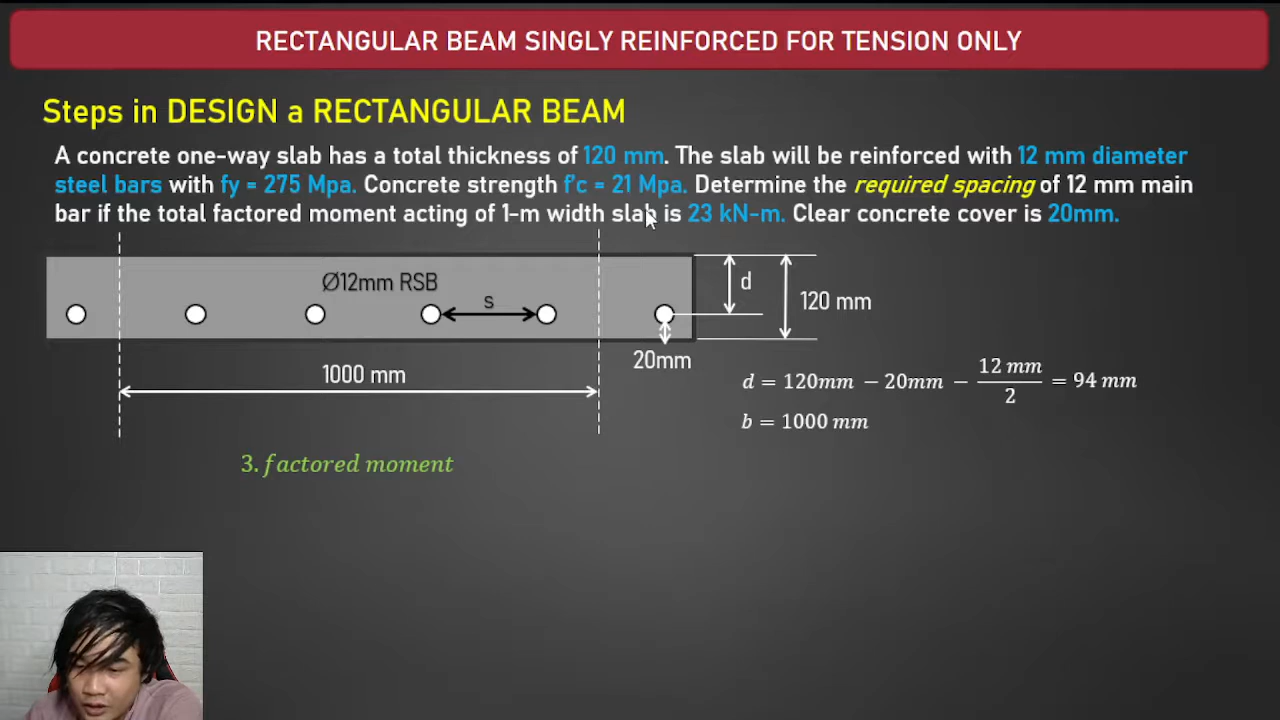 RECTANGULAR BEAM SINGLY REINFORCED FOR TENSION ONLY
Steps in DESIGN a RECTANGULAR BEAM
A concrete one-way slab has a total thickness of 120 mm. The slab will be reinforced with 12 mm diameter
steel bars with fy = 275 Mpa. Concrete strength f'c = 21 Mpa. Determine the required spacing of 12 mm main
bar if the total factored moment acting of 1-m width slab is 23 kN-m. Clear concrete cover is 20mm.
Ø12mm RSB
s
d
120 mm
20mm
1000 mm
d = 120mm − 20mm − 12 mm / 2 = 94 mm
b = 1000 mm
3. factored moment